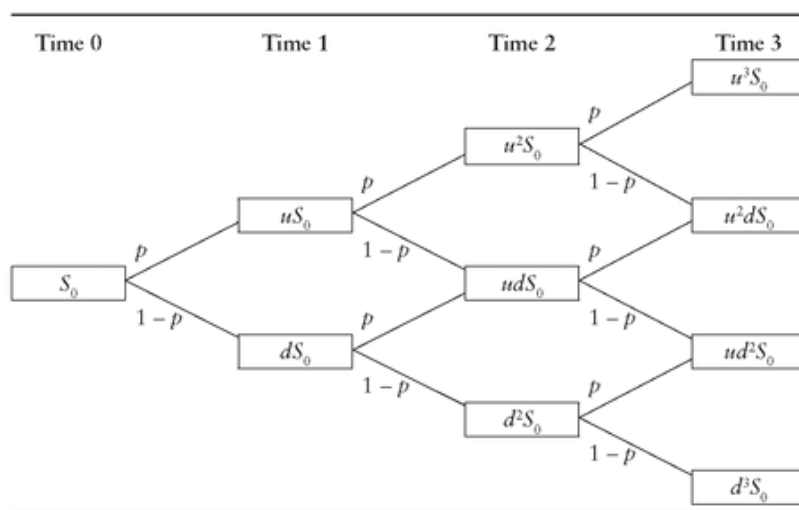 Time 0 Time 1 Time 2 Time 3
u³S₀
p
u²S₀
p 1 – p
uS₀ u²dS₀
p 1 – p p
S₀ udS₀
1 – p p 1 – p
dS₀ ud²S₀
1 – p p
d²S₀
1 – p
d³S₀